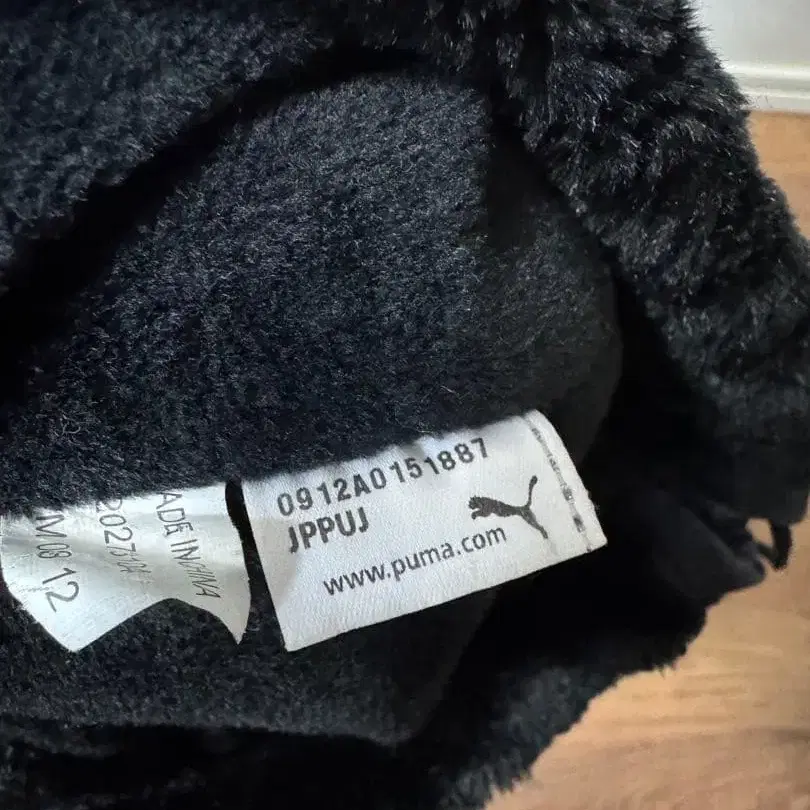 0912A0151887
JPPUJ
www.puma.com
ADE IN CHINA
12